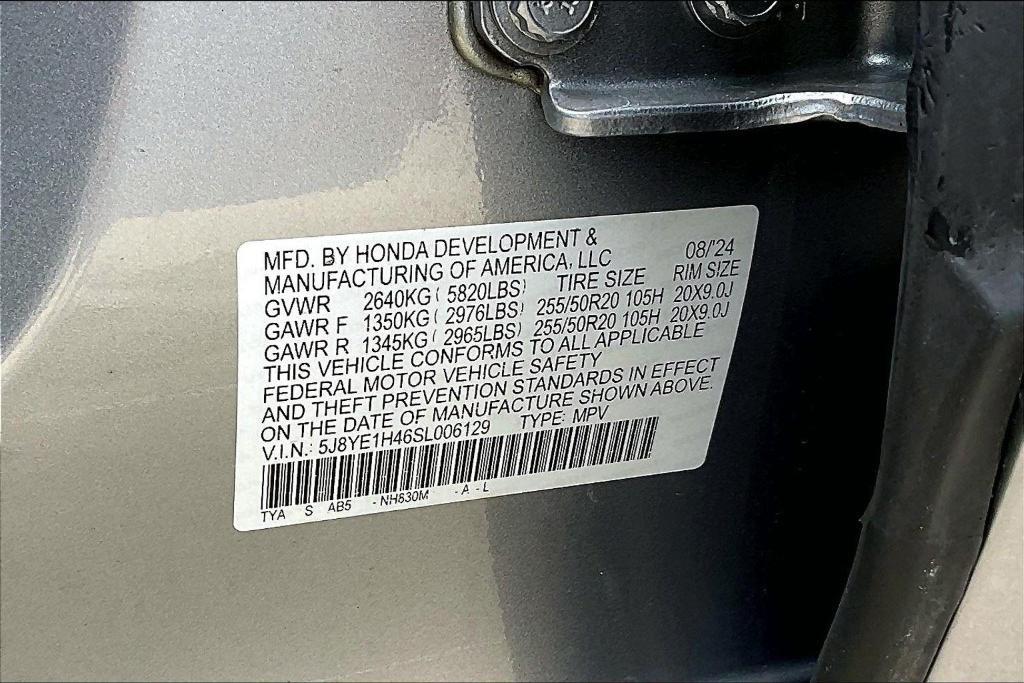 MFD. BY HONDA DEVELOPMENT &
MANUFACTURING OF AMERICA, LLC 08/'24
GVWR 2640KG ( 5820LBS) TIRE SIZE RIM SIZE
GAWR F 1350KG ( 2976LBS) 255/50R20 105H 20X9.0J
GAWR R 1345KG ( 2965LBS) 255/50R20 105H 20X9.0J
THIS VEHICLE CONFORMS TO ALL APPLICABLE
FEDERAL MOTOR VEHICLE SAFETY
AND THEFT PREVENTION STANDARDS IN EFFECT
ON THE DATE OF MANUFACTURE SHOWN ABOVE.
V.I.N.: 5J8YE1H46SL006129 TYPE: MPV
TYA S AB5 - NH830M - A - L